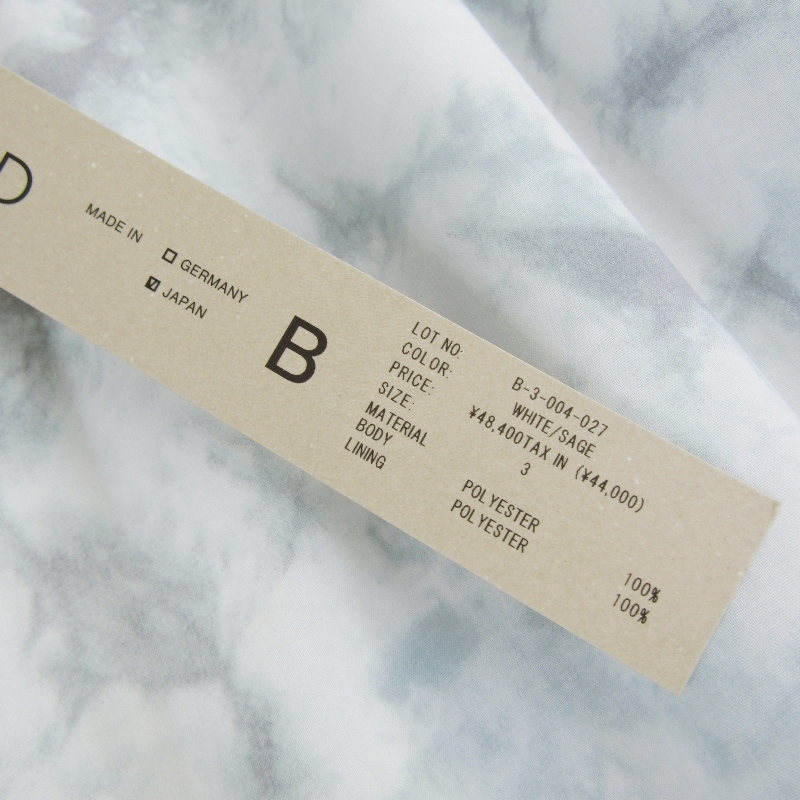 D
MADE IN
GERMANY
JAPAN
B
LOT NO: B-3-004-027
COLOR: WHITE/SAGE
PRICE: ¥48,400TAX IN (¥44,000)
SIZE: 3
MATERIAL
BODY POLYESTER 100%
LINING POLYESTER 100%